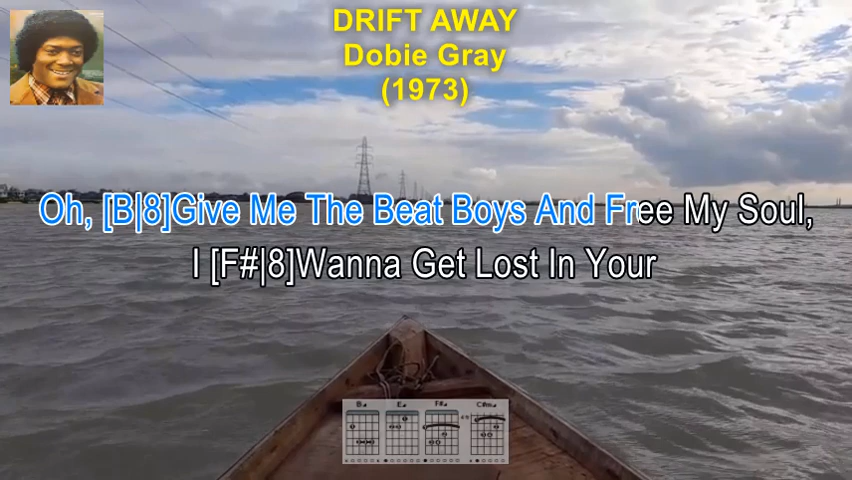 DRIFT AWAY
Dobie Gray
(1973)
Oh, [B|8]Give Me The Beat Boys And Free My Soul,
I [F#|8]Wanna Get Lost In Your